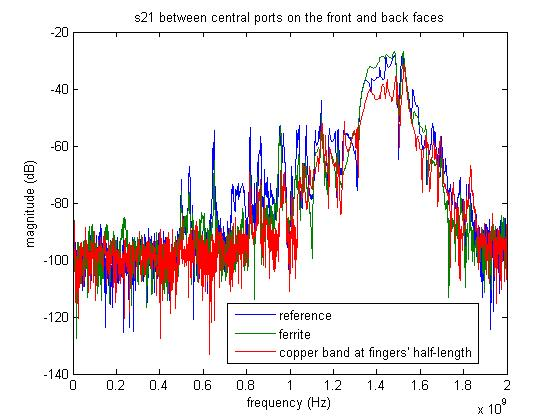 s21 between central ports on the front and back faces
-20
-40
-60
-80
-100
-120
-140
magnitude (dB)
reference
ferrite
copper band at fingers' half-length
0 0.2 0.4 0.6 0.8 1 1.2 1.4 1.6 1.8 2
frequency (Hz)
x 10^9